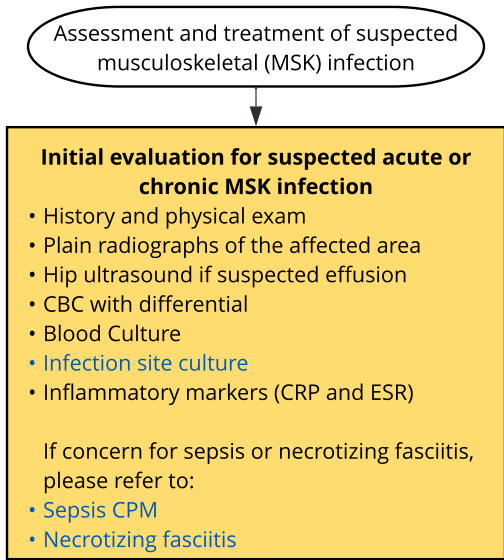 Assessment and treatment of suspected
musculoskeletal (MSK) infection
Initial evaluation for suspected acute or
chronic MSK infection
• History and physical exam
• Plain radiographs of the affected area
• Hip ultrasound if suspected effusion
• CBC with differential
• Blood Culture
• Infection site culture
• Inflammatory markers (CRP and ESR)
If concern for sepsis or necrotizing fasciitis,
please refer to:
• Sepsis CPM
• Necrotizing fasciitis